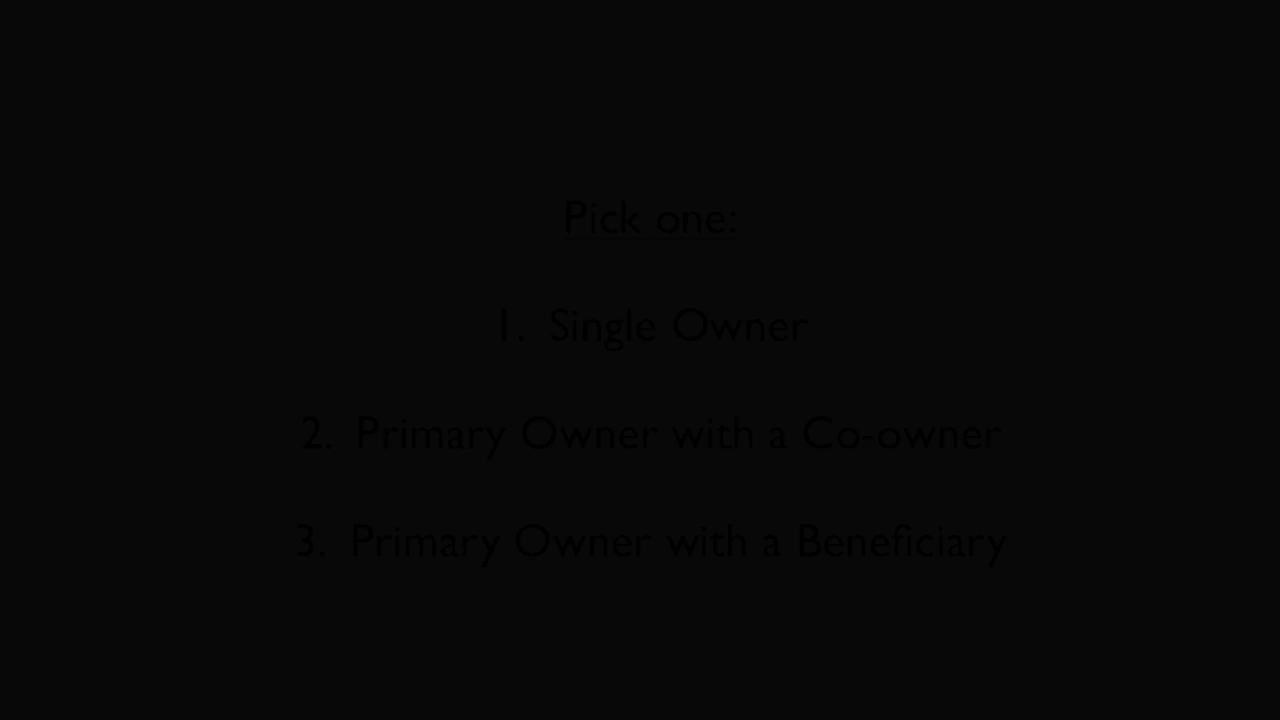 Pick one:
1. Single Owner
2. Primary Owner with a Co-owner
3. Primary Owner with a Beneficiary